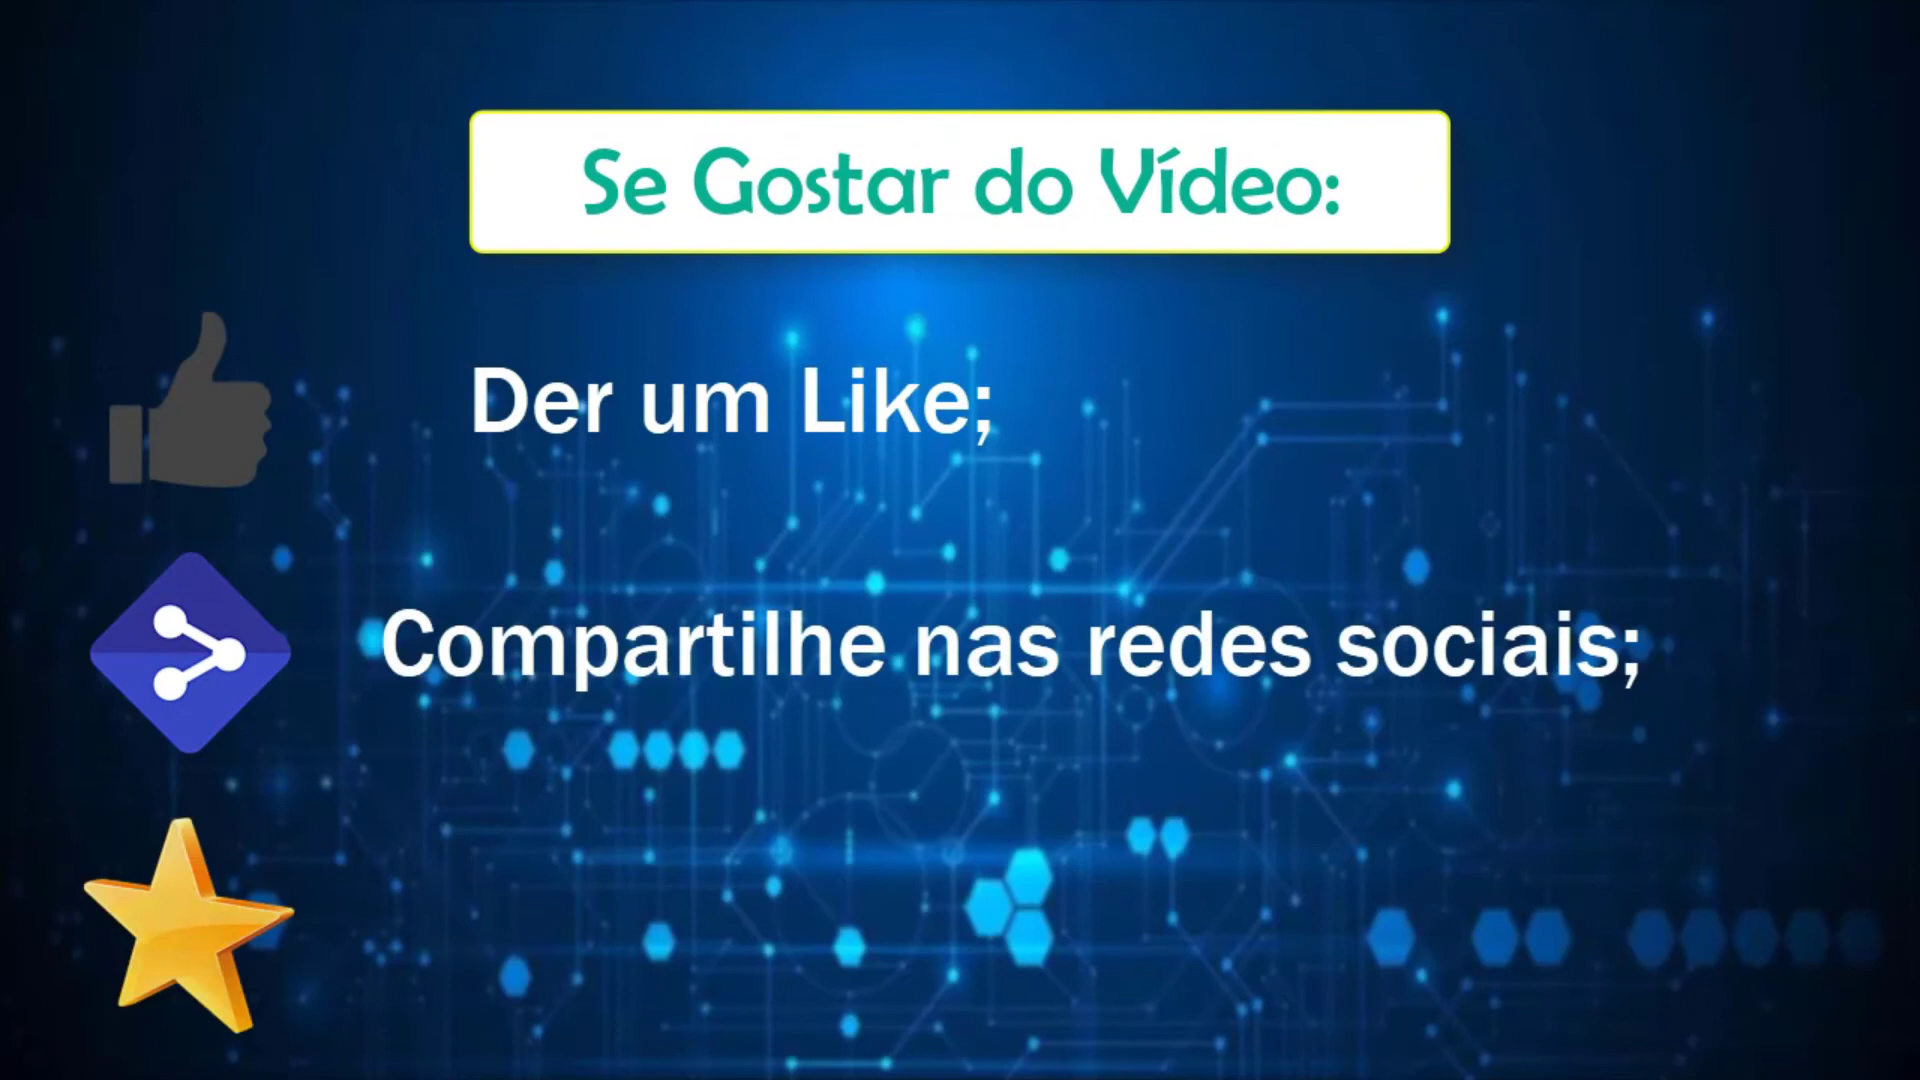 Se Gostar do Vídeo:
Der um Like;
Compartilhe nas redes sociais;